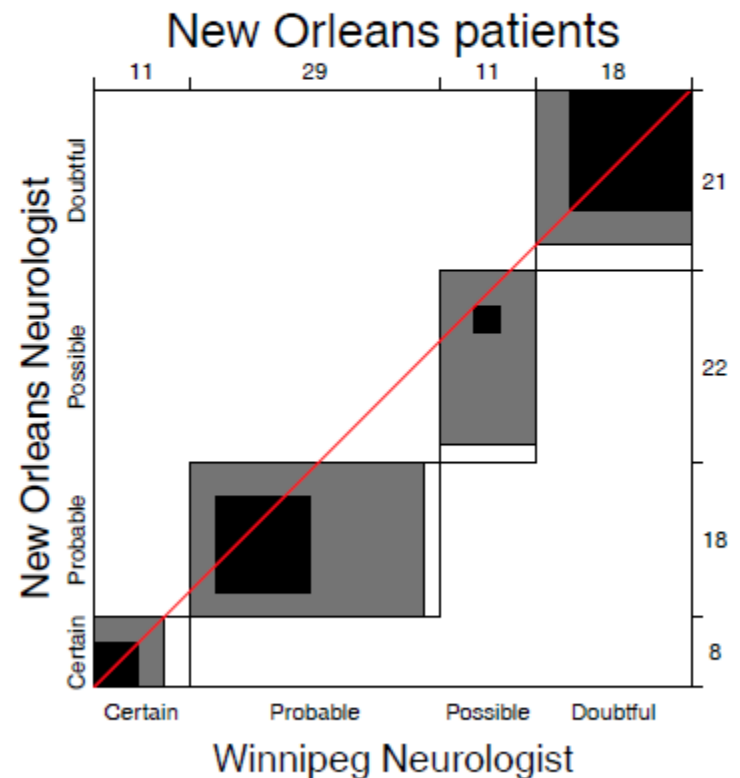 New Orleans patients
11 29 11 18
New Orleans Neurologist
Doubtful
Possible
Probable
Certain
21
22
18
8
Certain Probable Possible Doubtful
Winnipeg Neurologist